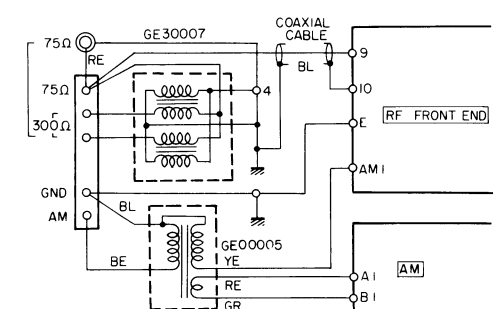 COAXIAL
CABLE
75Ω
GE30007
RE
BL
9
75Ω
4
10
300Ω
E
RF FRONT END
AM1
GND
BL
AM
GE00005
BE
YE
RE
A1
AM
B1
GR